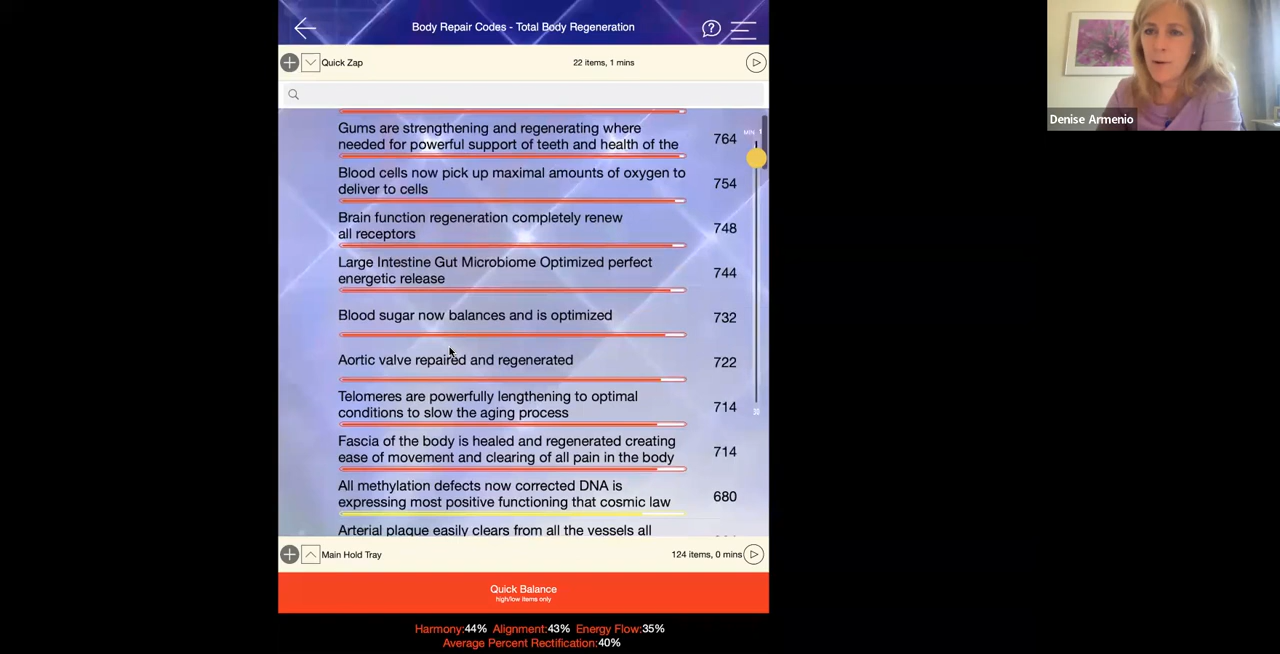 Body Repair Codes - Total Body Regeneration
Quick Zap
22 items, 1 mins
Gums are strengthening and regenerating where
needed for powerful support of teeth and health of the
764
Blood cells now pick up maximal amounts of oxygen to
deliver to cells
754
Brain function regeneration completely renew
all receptors
748
Large Intestine Gut Microbiome Optimized perfect
energetic release
744
Blood sugar now balances and is optimized
732
Aortic valve repaired and regenerated
722
Telomeres are powerfully lengthening to optimal
conditions to slow the aging process
714
Fascia of the body is healed and regenerated creating
ease of movement and clearing of all pain in the body
714
All methylation defects now corrected DNA is
expressing most positive functioning that cosmic law
680
Arterial plaque easily clears from all the vessels all
MIN
30
Main Hold Tray
124 items, 0 mins
Quick Balance
high/low items only
Harmony:44% Alignment:43% Energy Flow:35%
Average Percent Rectification:40%
Denise Armenio